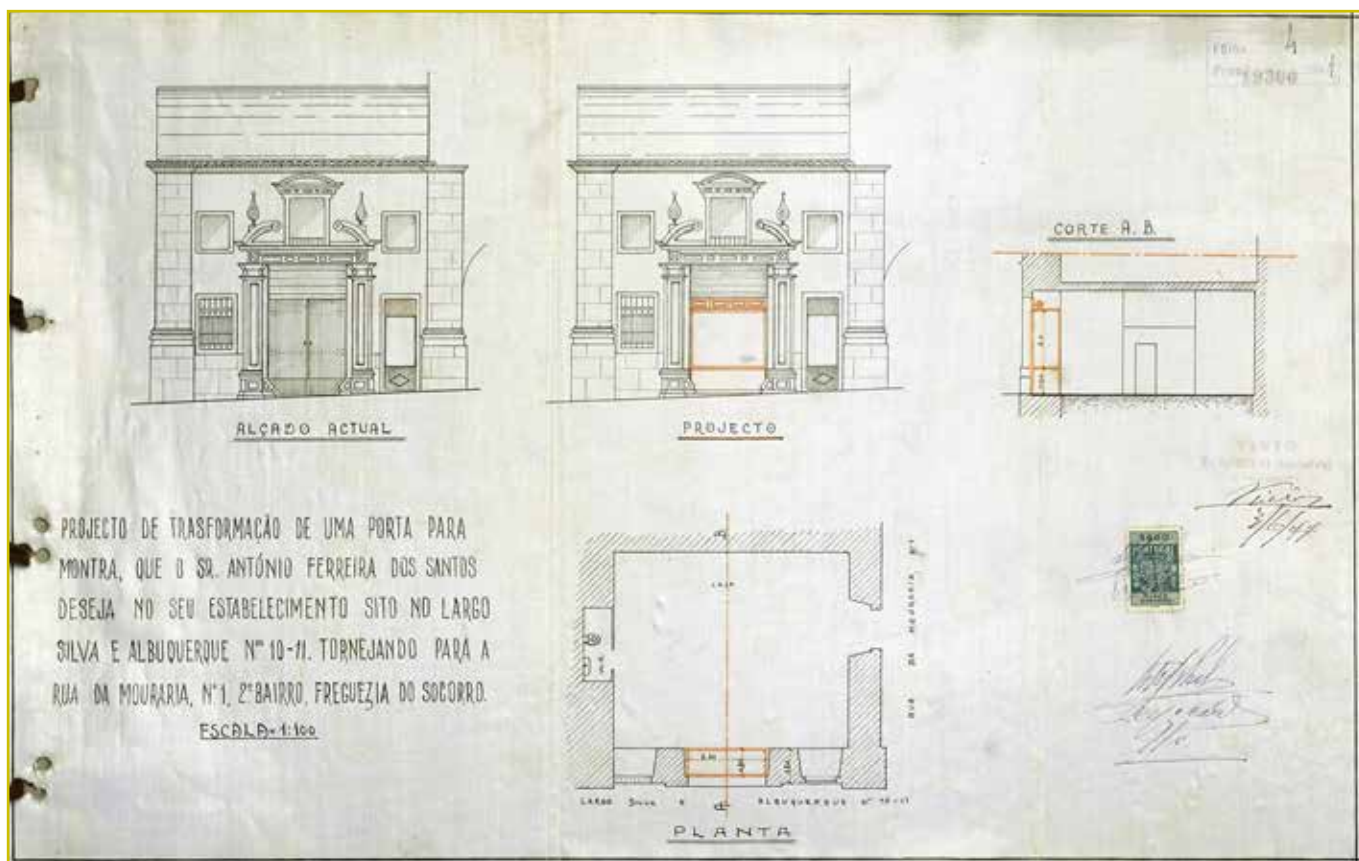 19300
CORTE A. B.
ALÇADO ACTUAL
PROJECTO
PROJECTO DE TRASFORMAÇÃO DE UMA PORTA PARA
MONTRA, QUE O SR. ANTÓNIO FERREIRA DOS SANTOS
DESEJA NO SEU ESTABELECIMENTO SITO NO LARGO
SILVA E ALBUQUERQUE Nos 10-11. TORNEJANDO PARA A
RUA DA MOURARIA, Nº 1, 2º BAIRRO, FREGUEZIA DO SOCORRO.
ESCALA = 1:100
LOJA
RUA DA MOURARIA Nº 1
LARGO SILVA E ALBUQUERQUE Nº 10-11
PLANTA